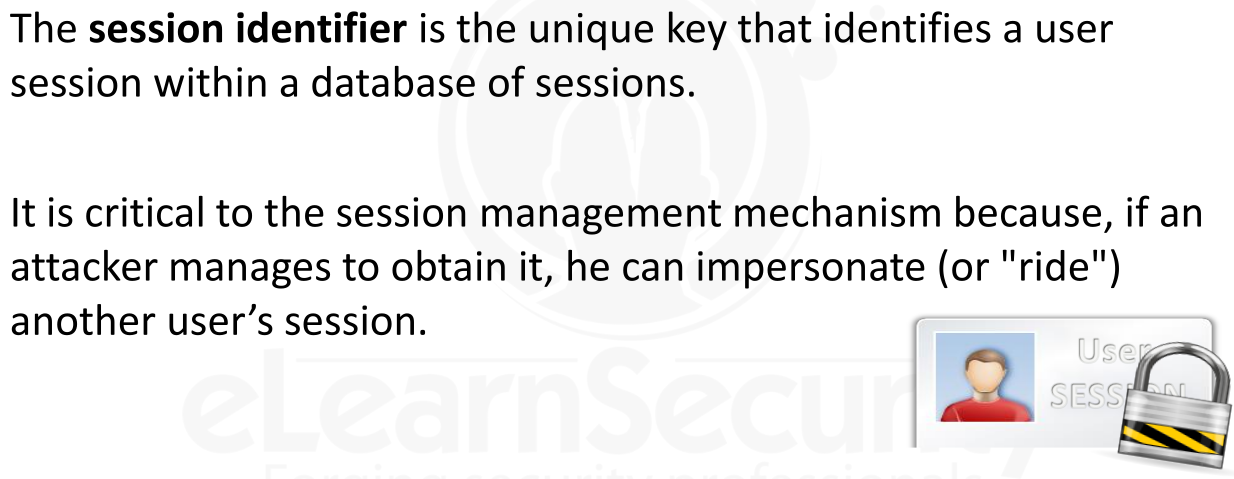 The session identifier is the unique key that identifies a user
session within a database of sessions.
It is critical to the session management mechanism because, if an
attacker manages to obtain it, he can impersonate (or "ride")
another user’s session.
User
SESSION
eLearnSecurity
Forging security professionals